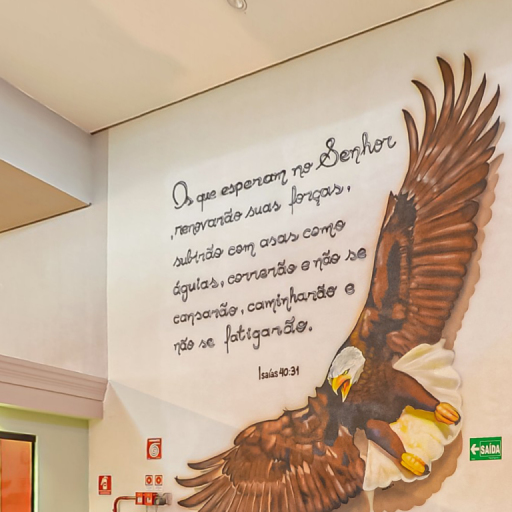 Os que esperam no Senhor
renovarão suas forças,
subirão com asas como
águias, correrão e não se
cansarão, caminharão e
não se fatigarão.
Isaías 40:31
SAÍDA